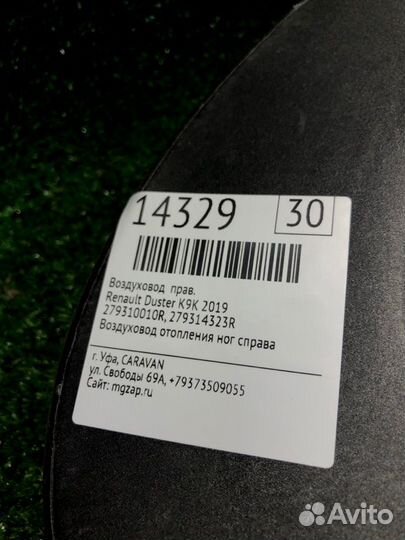 14329 30
Воздуховод прав.
Renault Duster K9K 2019
279310010R, 279314323R
Воздуховод отопления ног справа
г. Уфа, CARAVAN
ул. Свободы 69А, +79373509055
Сайт: mgzap.ru
Avito